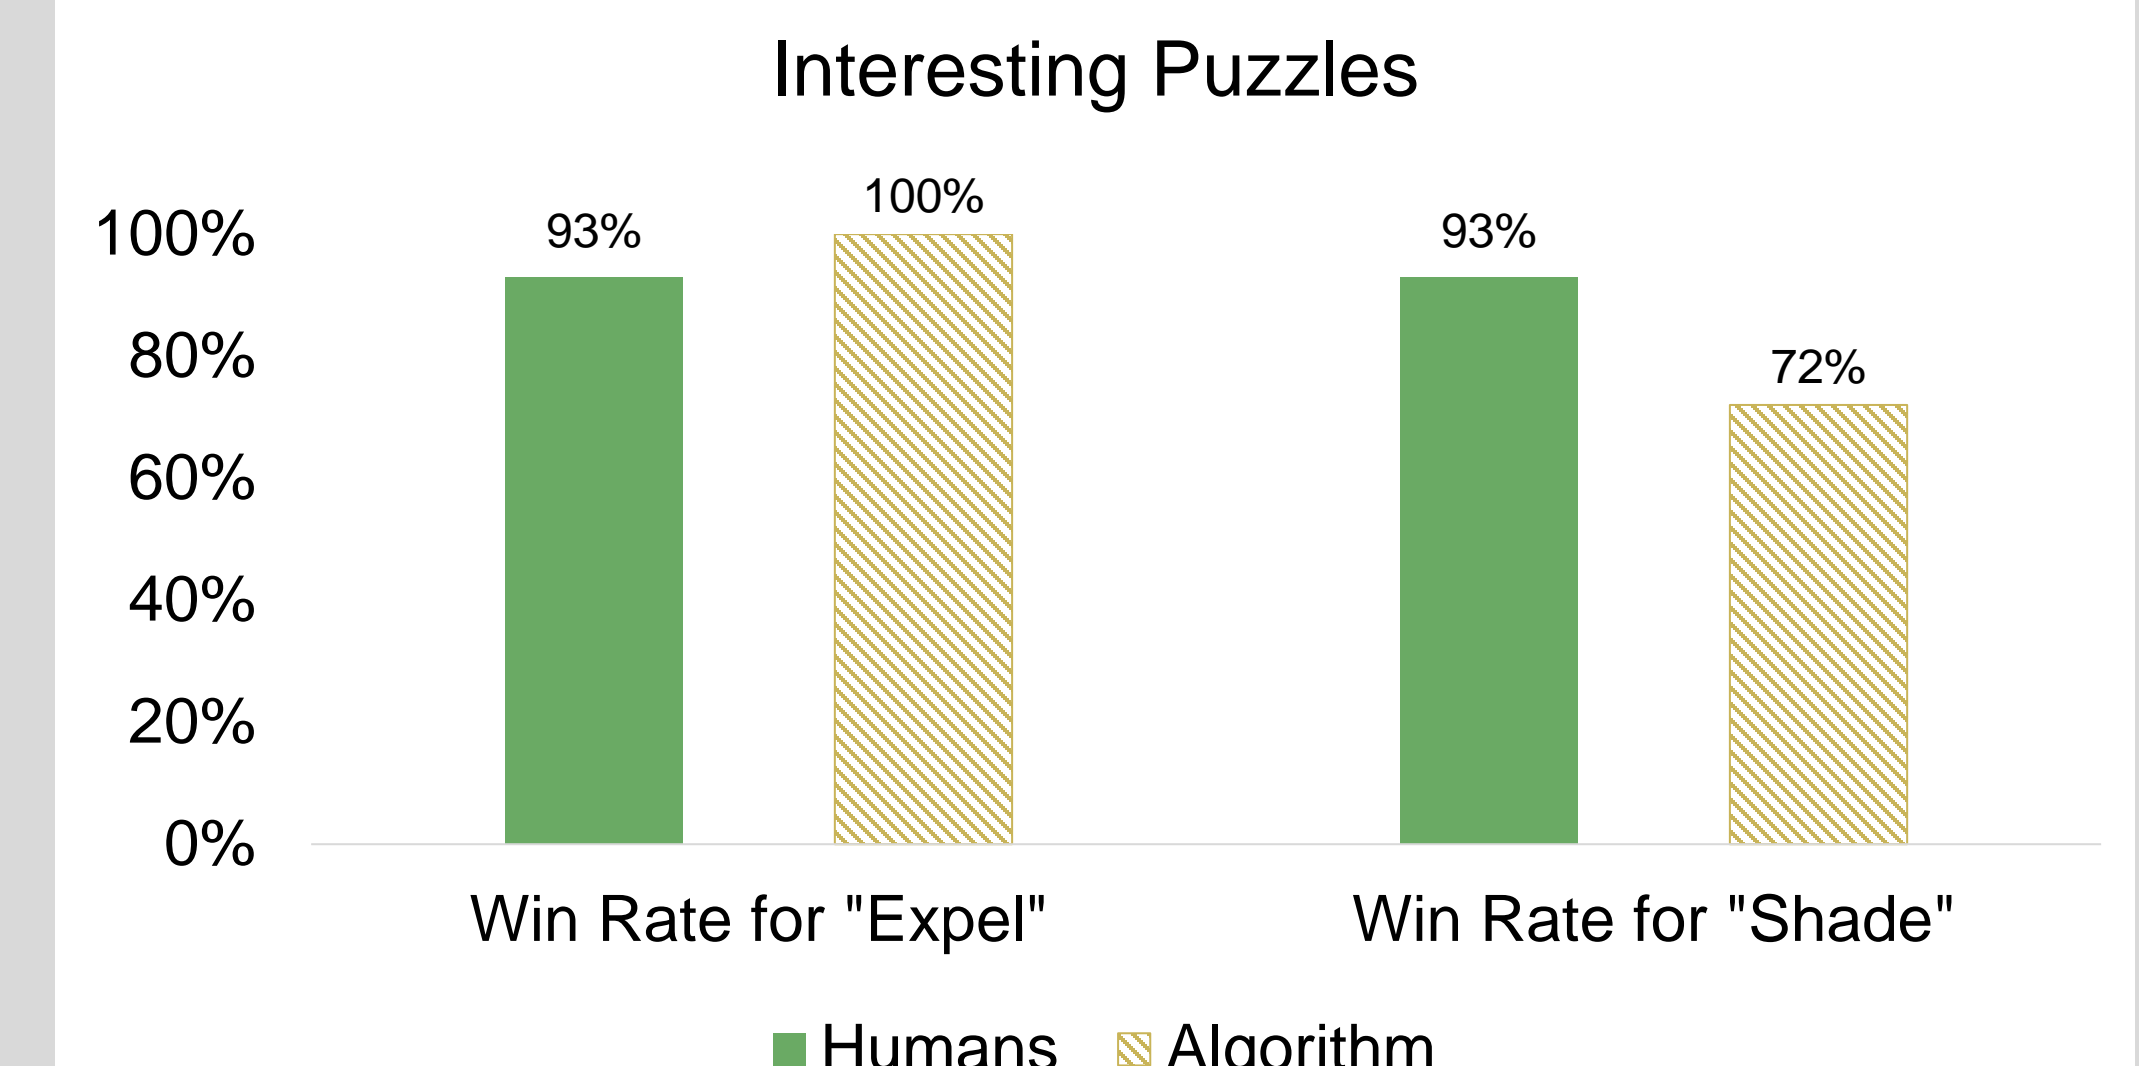 Interesting Puzzles
100%
80%
60%
40%
20%
0%
93%
100%
93%
72%
Win Rate for "Expel"
Win Rate for "Shade"
Humans
Algorithm